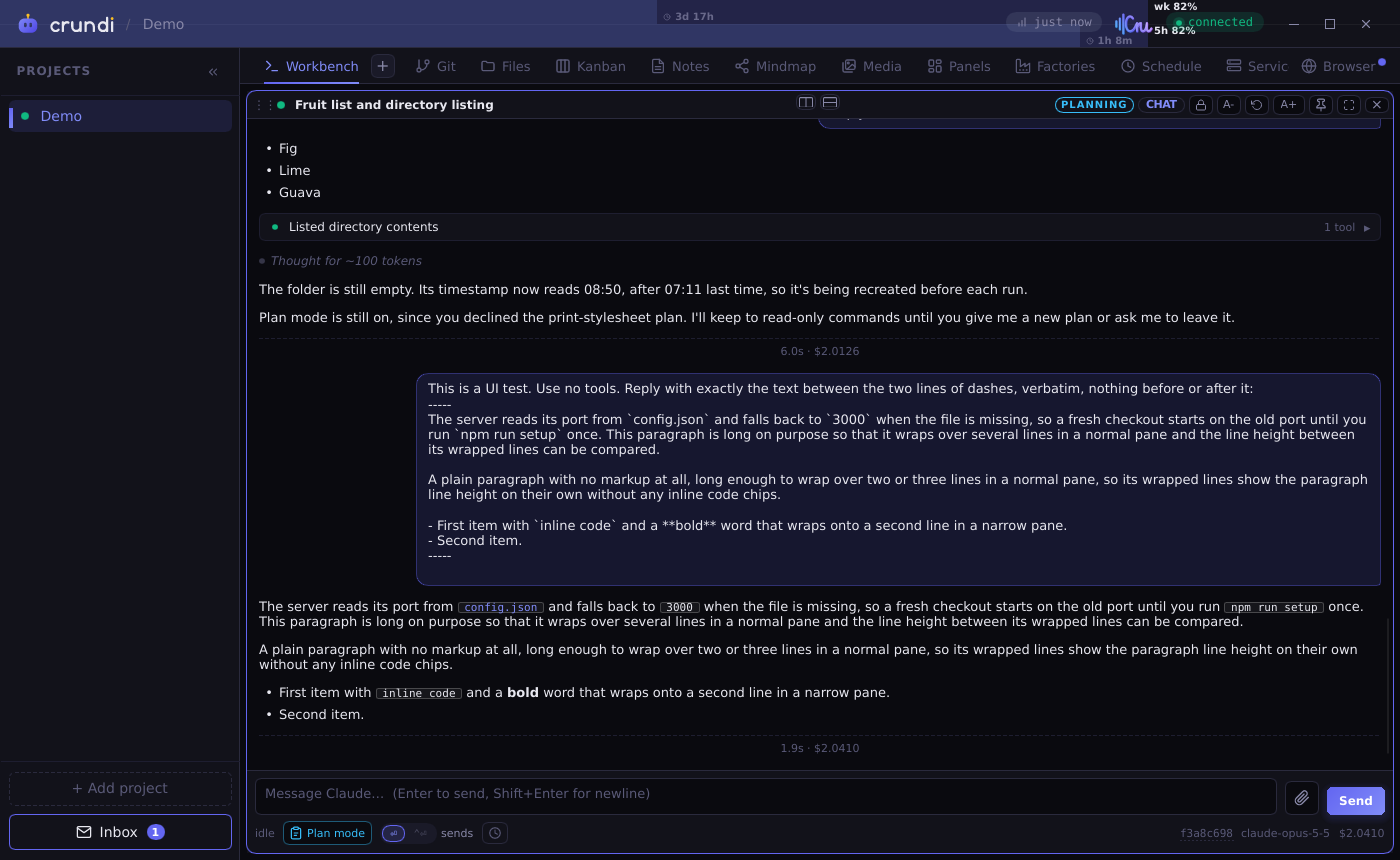 crundi / Demo
3d 17h
just now
Cru
wk 82%
5h 82%
connected
1h 8m
PROJECTS «
Demo
+ Add project
Inbox 1
Workbench + Git Files Kanban Notes Mindmap Media Panels Factories Schedule Servic Browser
Fruit list and directory listing
PLANNING CHAT A- A+
• Fig
• Lime
• Guava
Listed directory contents 1 tool ▶
Thought for ~100 tokens
The folder is still empty. Its timestamp now reads 08:50, after 07:11 last time, so it's being recreated before each run.
Plan mode is still on, since you declined the print-stylesheet plan. I'll keep to read-only commands until you give me a new plan or ask me to leave it.
6.0s · $2.0126
This is a UI test. Use no tools. Reply with exactly the text between the two lines of dashes, verbatim, nothing before or after it:
-----
The server reads its port from `config.json` and falls back to `3000` when the file is missing, so a fresh checkout starts on the old port until you
run `npm run setup` once. This paragraph is long on purpose so that it wraps over several lines in a normal pane and the line height between
its wrapped lines can be compared.
A plain paragraph with no markup at all, long enough to wrap over two or three lines in a normal pane, so its wrapped lines show the paragraph
line height on their own without any inline code chips.
- First item with `inline code` and a **bold** word that wraps onto a second line in a narrow pane.
- Second item.
-----
The server reads its port from config.json and falls back to 3000 when the file is missing, so a fresh checkout starts on the old port until you run npm run setup once.
This paragraph is long on purpose so that it wraps over several lines in a normal pane and the line height between its wrapped lines can be compared.
A plain paragraph with no markup at all, long enough to wrap over two or three lines in a normal pane, so its wrapped lines show the paragraph line height on their own
without any inline code chips.
• First item with inline code and a bold word that wraps onto a second line in a narrow pane.
• Second item.
1.9s · $2.0410
Message Claude... (Enter to send, Shift+Enter for newline)
Send
idle Plan mode sends f3a8c698 claude-opus-5-5 $2.0410